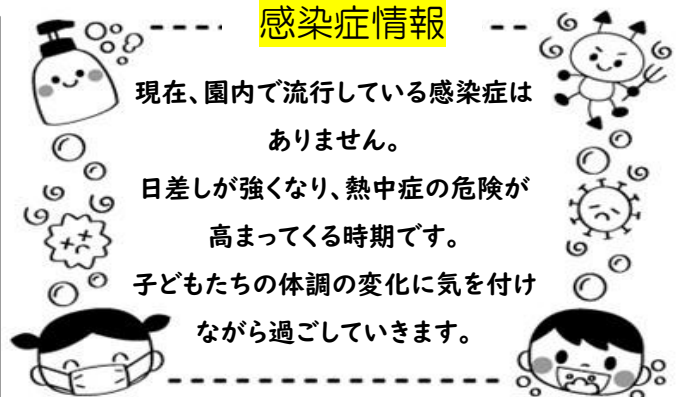 感染症情報
現在、園内で流行している感染症は
ありません。
日差しが強くなり、熱中症の危険が
高まってくる時期です。
子どもたちの体調の変化に気を付け
ながら過ごしていきます。